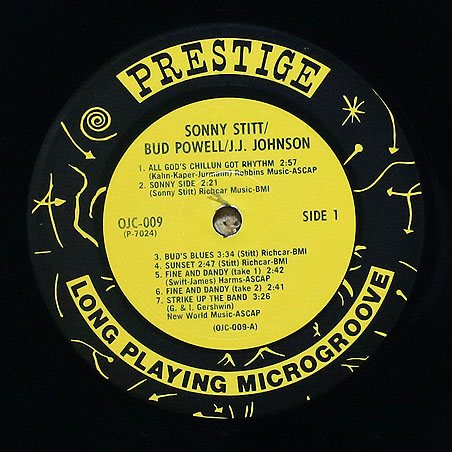 PRESTIGE
SONNY STITT/
BUD POWELL/J.J. JOHNSON
1. ALL GOD'S CHILLUN GOT RHYTHM 2:57
(Kahn-Kaper-Jurmann) Robbins Music-ASCAP
2. SONNY SIDE 2:21
(Sonny Stitt) Richcar Music-BMI
OJC-009
(P-7024)
SIDE 1
3. BUD'S BLUES 3:34 (Stitt) Richcar-BMI
4. SUNSET 2:47 (Stitt) Richcar-BMI
5. FINE AND DANDY (take 1) 2:42
(Swift-James) Harms-ASCAP
6. FINE AND DANDY (take 2) 2:41
7. STRIKE UP THE BAND 3:26
(G. & I. Gershwin)
New World Music-ASCAP
(OJC-009-A)
LONG PLAYING MICROGROOVE